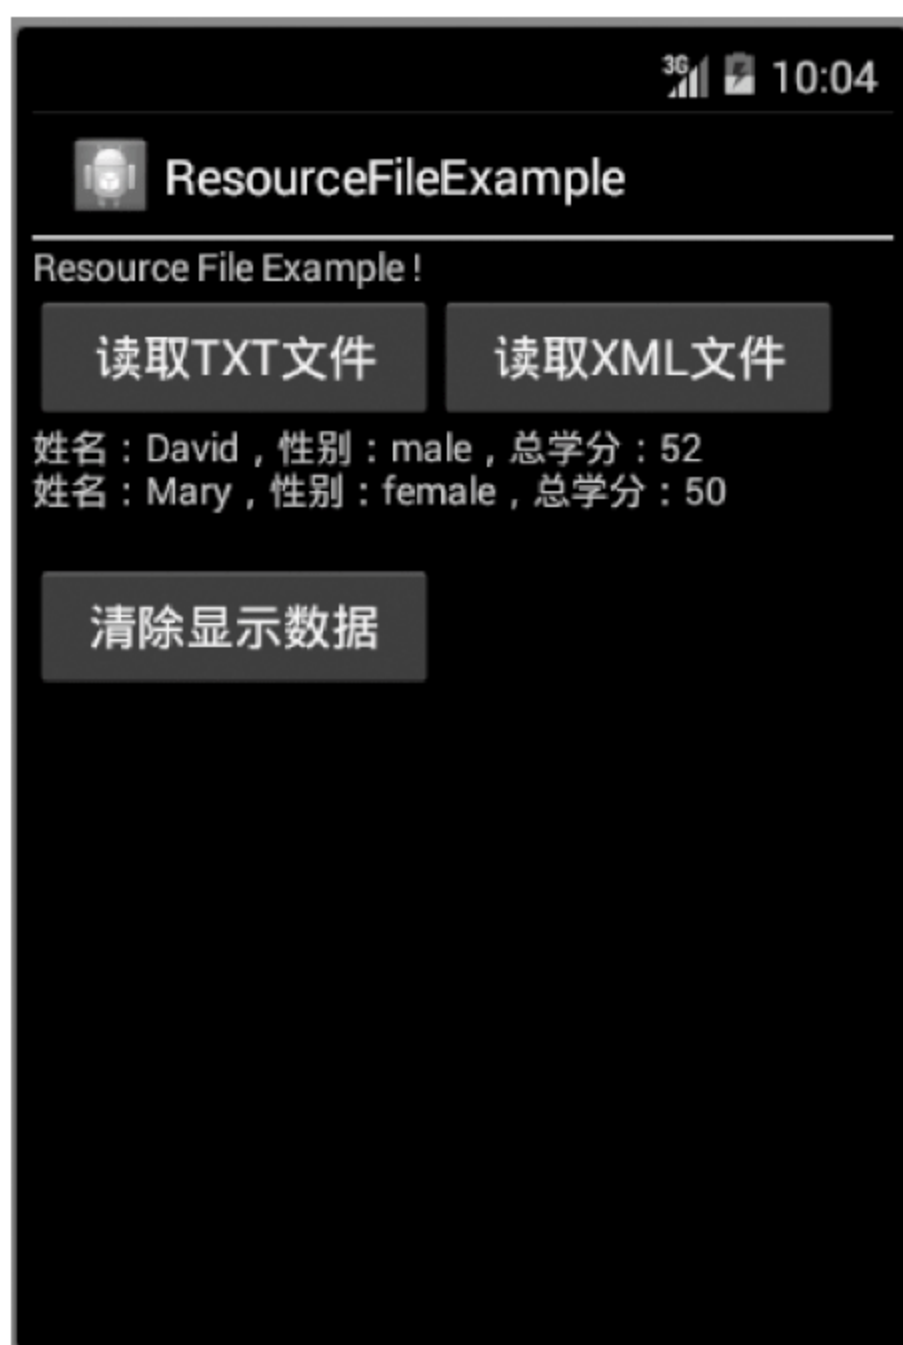 3G 10:04
ResourceFileExample
Resource File Example !
读取TXT文件 读取XML文件
姓名：David，性别：male，总学分：52
姓名：Mary，性别：female，总学分：50
清除显示数据